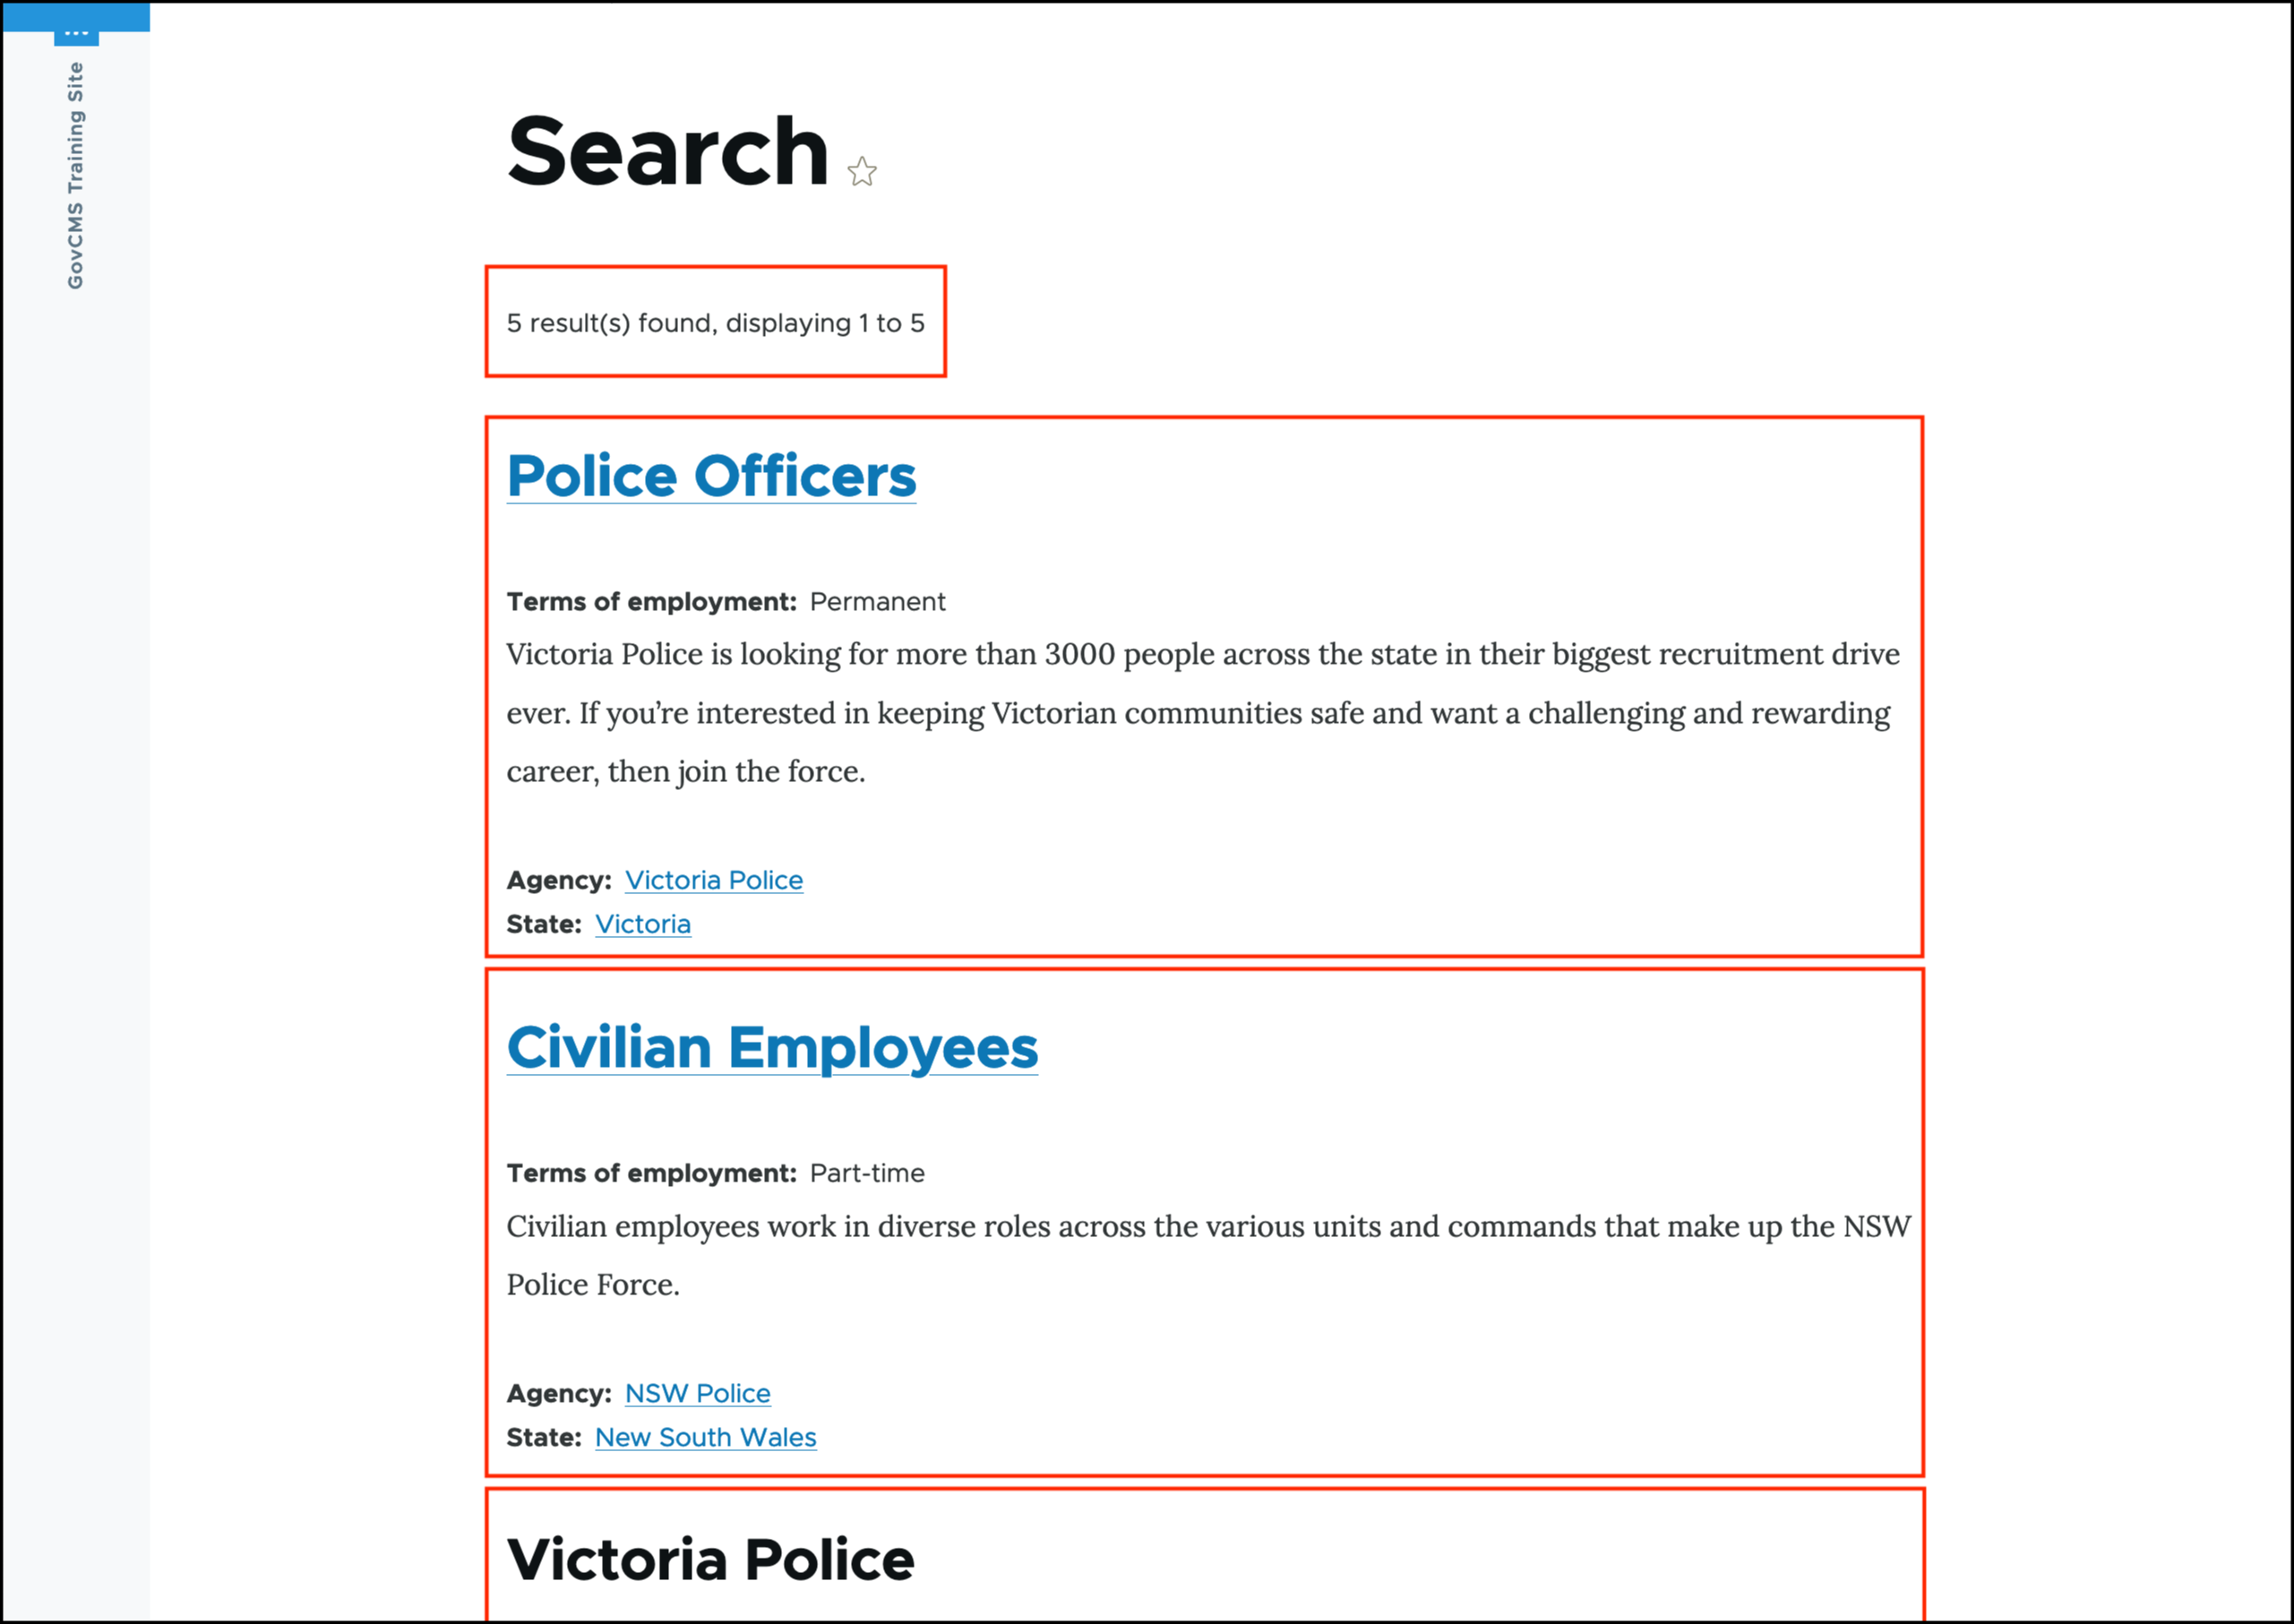 GovCMS Training Site
Search
5 result(s) found, displaying 1 to 5
Police Officers
Terms of employment: Permanent
Victoria Police is looking for more than 3000 people across the state in their biggest recruitment drive
ever. If you’re interested in keeping Victorian communities safe and want a challenging and rewarding
career, then join the force.
Agency: Victoria Police
State: Victoria
Civilian Employees
Terms of employment: Part-time
Civilian employees work in diverse roles across the various units and commands that make up the NSW
Police Force.
Agency: NSW Police
State: New South Wales
Victoria Police